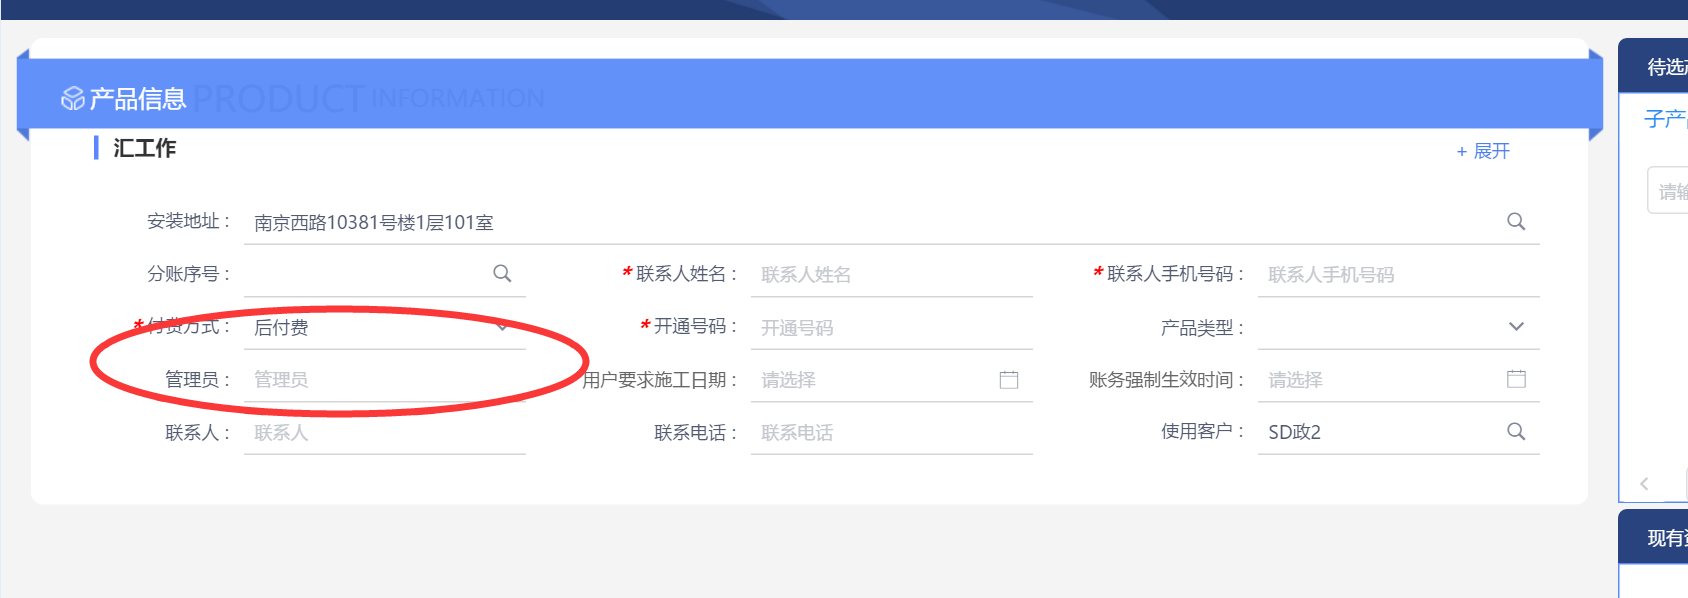 产品信息 PRODUCT INFORMATION
汇工作
+ 展开
安装地址： 南京西路10381号楼1层101室
分账序号： *联系人姓名： 联系人姓名 *联系人手机号码： 联系人手机号码
*付费方式： 后付费 *开通号码： 开通号码 产品类型：
管理员： 管理员 用户要求施工日期： 请选择 账务强制生效时间： 请选择
联系人： 联系人 联系电话： 联系电话 使用客户： SD政2
待选
子产
请输
现有